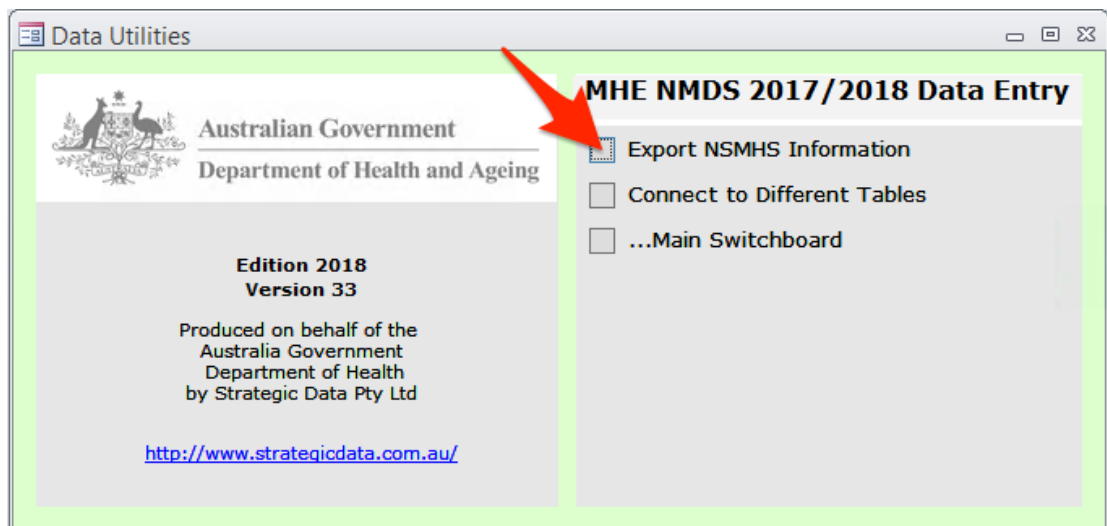 Data Utilities
Australian Government
Department of Health and Ageing
Edition 2018
Version 33
Produced on behalf of the
Australia Government
Department of Health
by Strategic Data Pty Ltd
http://www.strategicdata.com.au/
MHE NMDS 2017/2018 Data Entry
Export NSMHS Information
Connect to Different Tables
...Main Switchboard